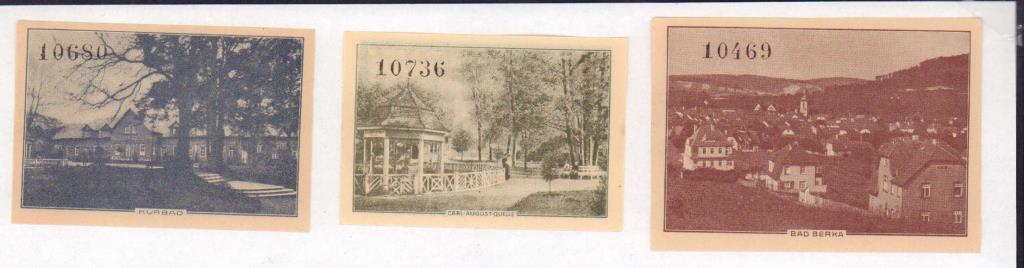 10680
KURBAD
10736
CARL-AUGUST-QUELLE
10469
BAD BERKA